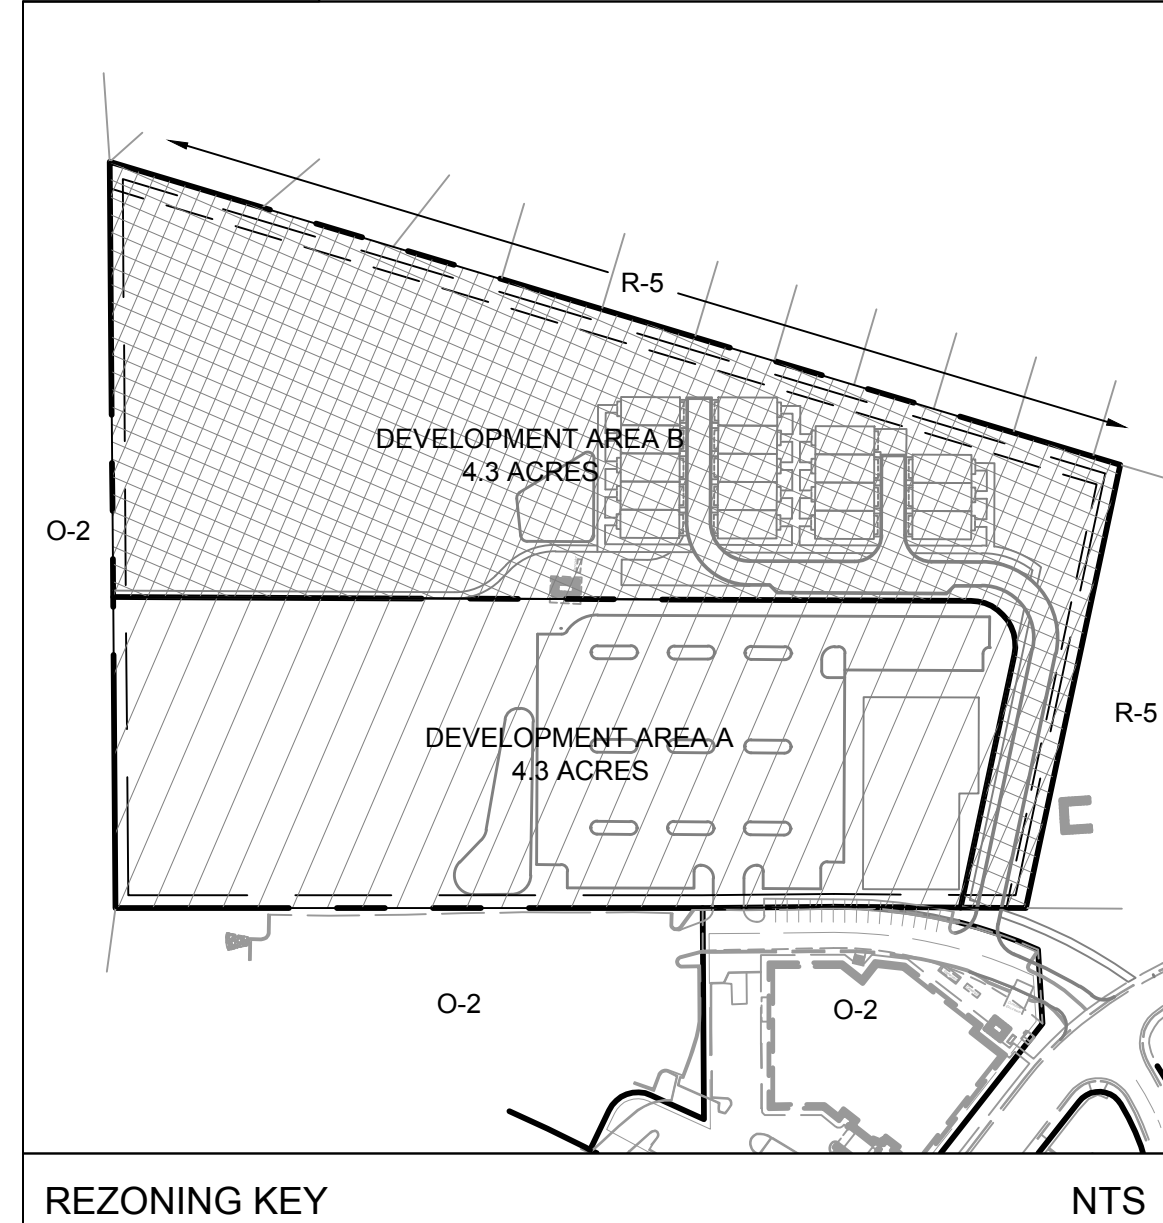 R-5
DEVELOPMENT AREA B
4.3 ACRES
O-2
R-5
DEVELOPMENT AREA A
4.3 ACRES
O-2
O-2
REZONING KEY
NTS